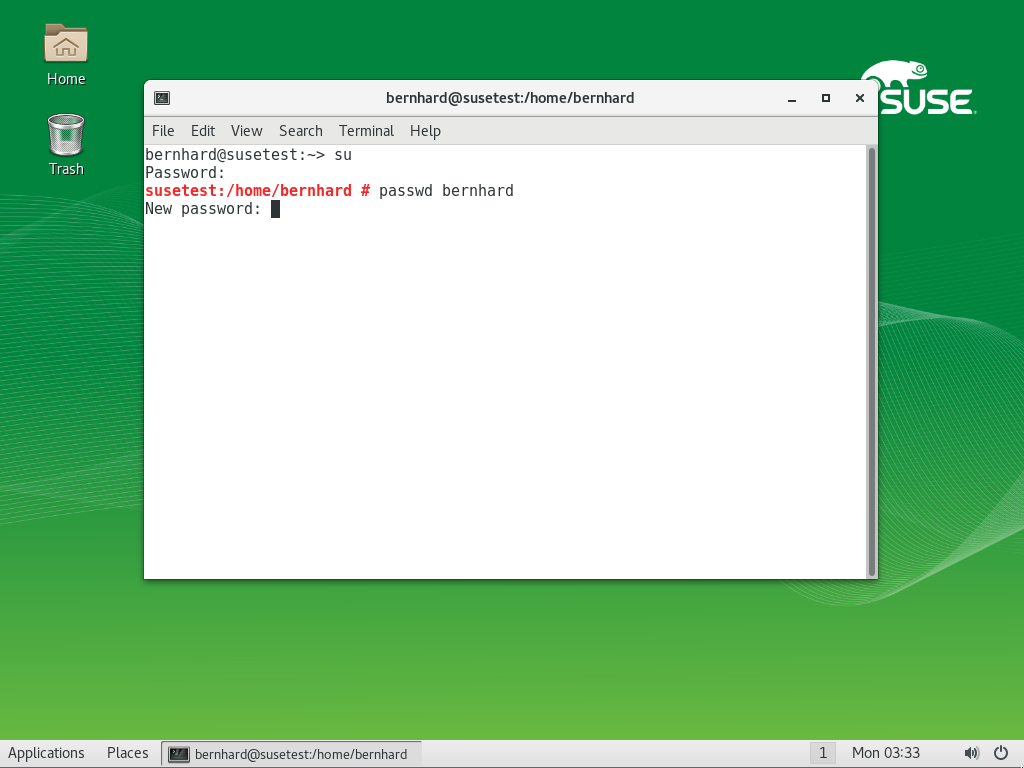 Home
Trash
SUSE
bernhard@susetest:/home/bernhard
File Edit View Search Terminal Help
bernhard@susetest:~> su
Password:
susetest:/home/bernhard # passwd bernhard
New password:
Applications Places bernhard@susetest:/home/bernhard 1 Mon 03:33